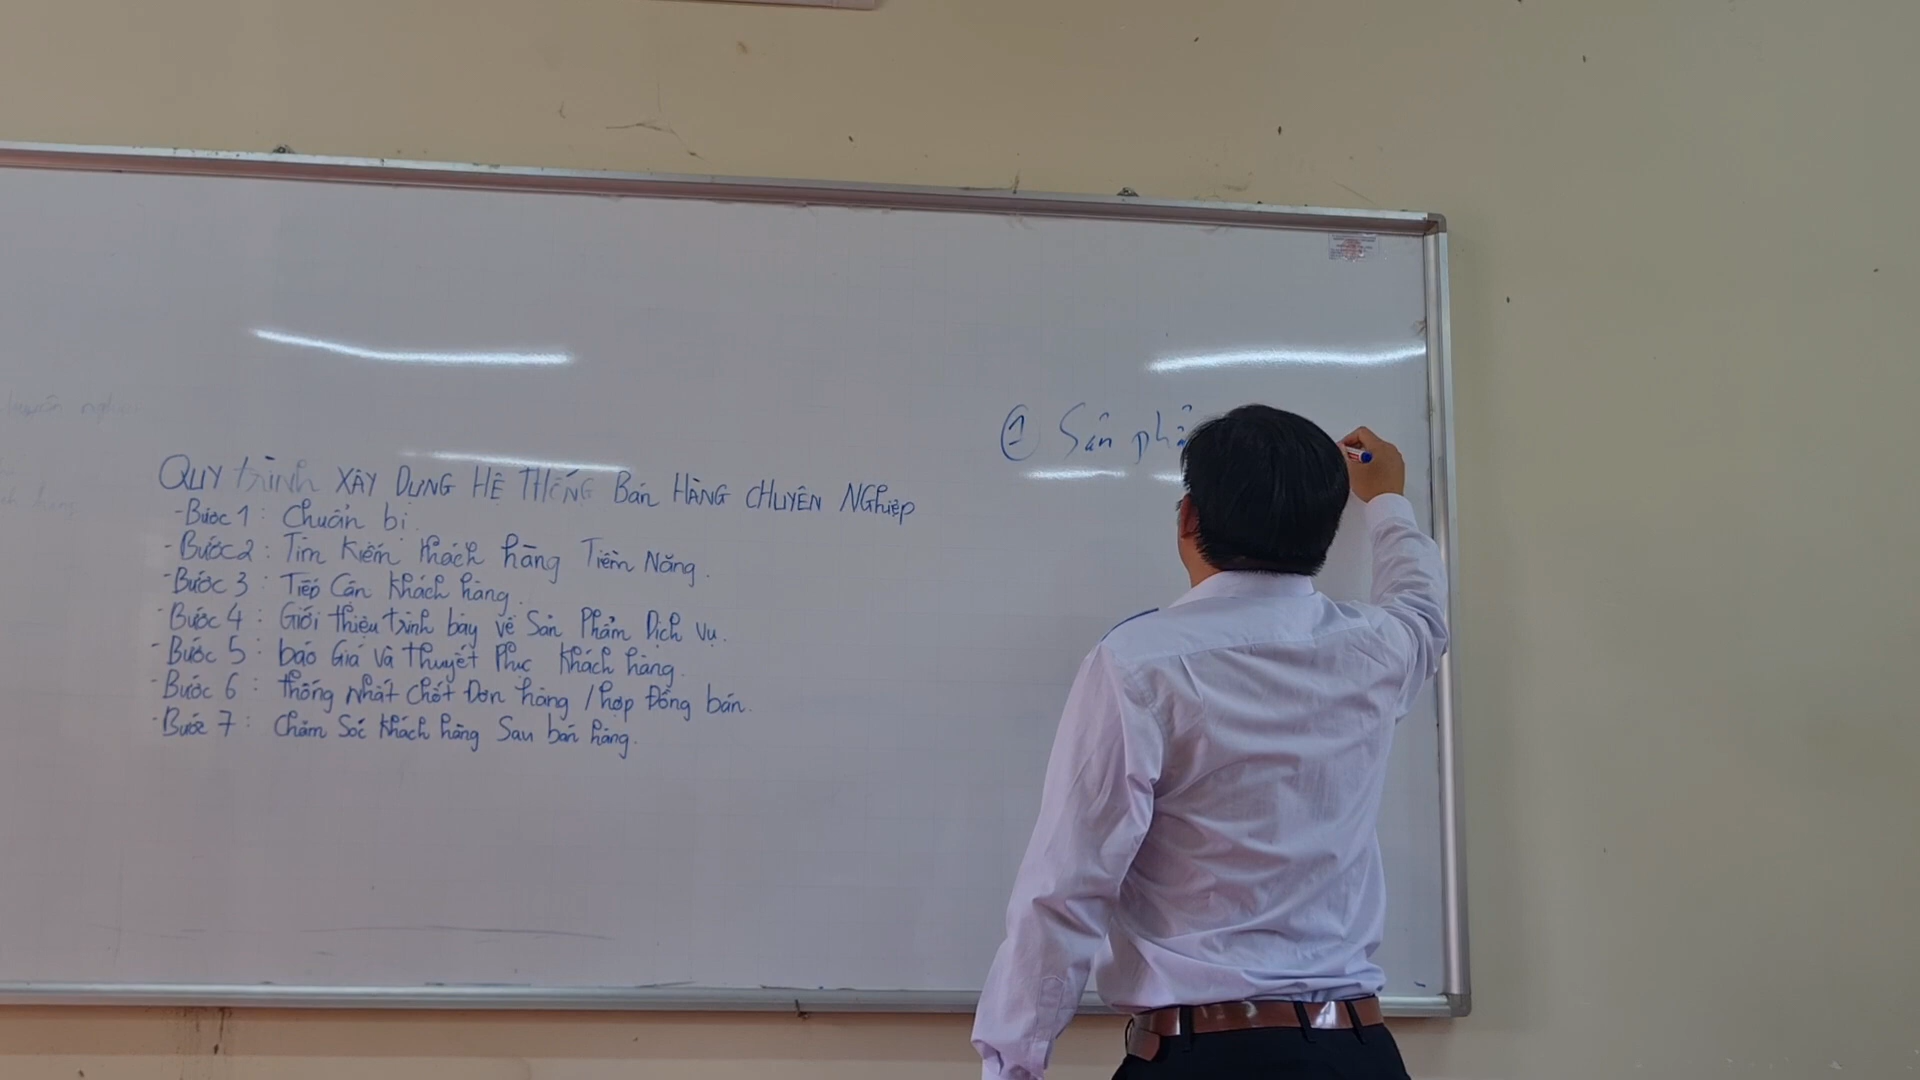 QUY trình XÂY DỰNG HỆ THỐNG Bán HÀNG CHUYÊN NGhiệp
- Bước 1 : Chuẩn bị.
- Bước 2 : Tìm Kiếm Khách hàng Tiềm Năng.
- Bước 3 : Tiếp Cận Khách hàng.
- Bước 4 : Giới thiệu trình bày về Sản Phẩm Dịch Vụ.
- Bước 5 : báo Giá và thuyết Phục Khách hàng.
- Bước 6 : thống nhất chốt Đơn hàng / hợp Đồng bán.
- Bước 7 : Chăm Sóc Khách hàng Sau bán hàng.
① Sản phẩ